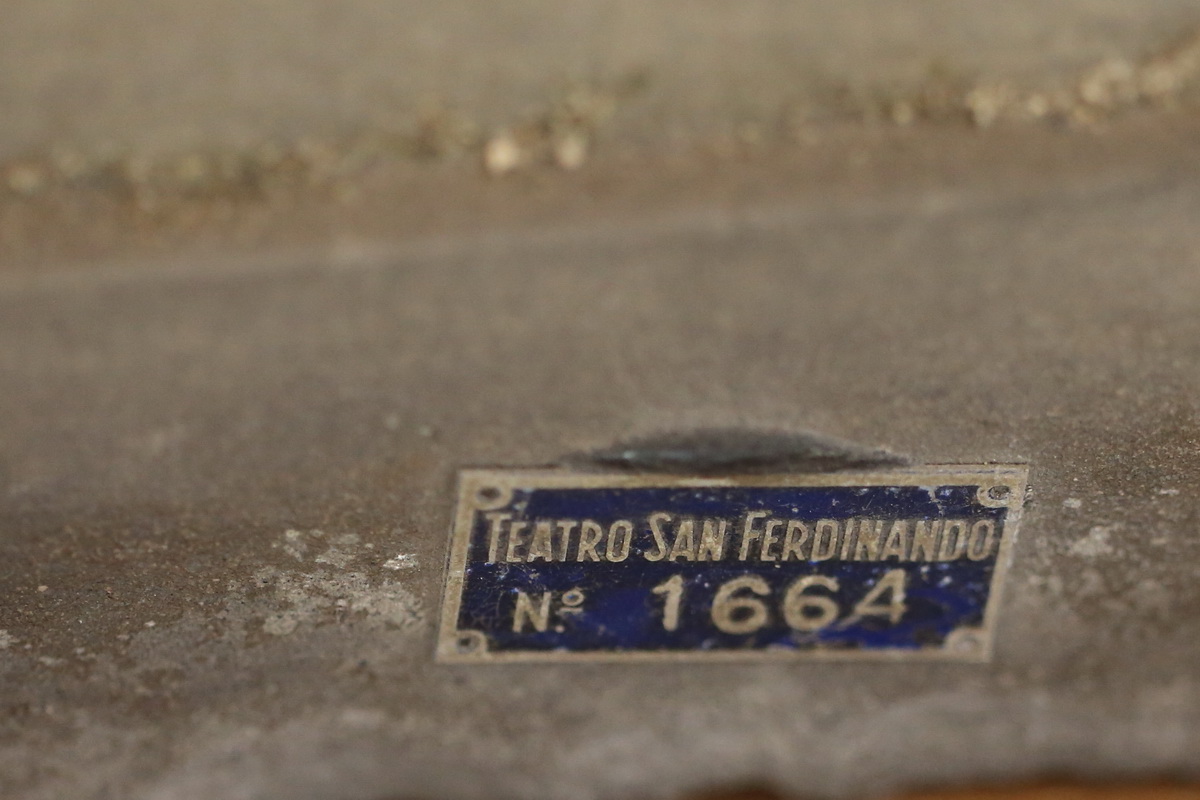 TEATRO SAN FERDINANDO
Nº 1664